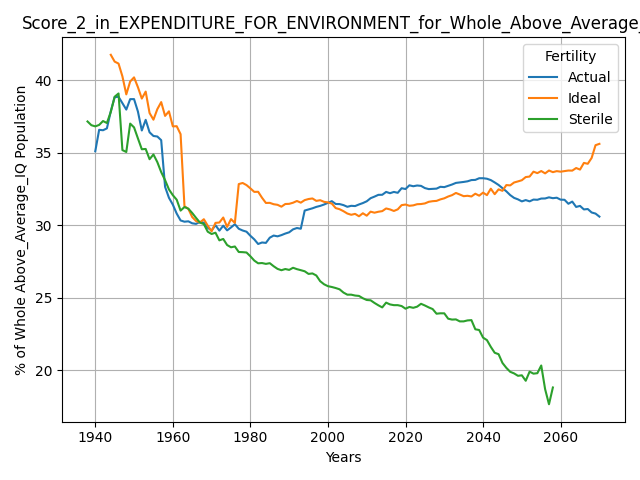 Score_2_in_EXPENDITURE_FOR_ENVIRONMENT_for_Whole_Above_Average_
Fertility
Actual
Ideal
Sterile
% of Whole Above_Average_IQ Population
40
35
30
25
20
1940 1960 1980 2000 2020 2040 2060
Years